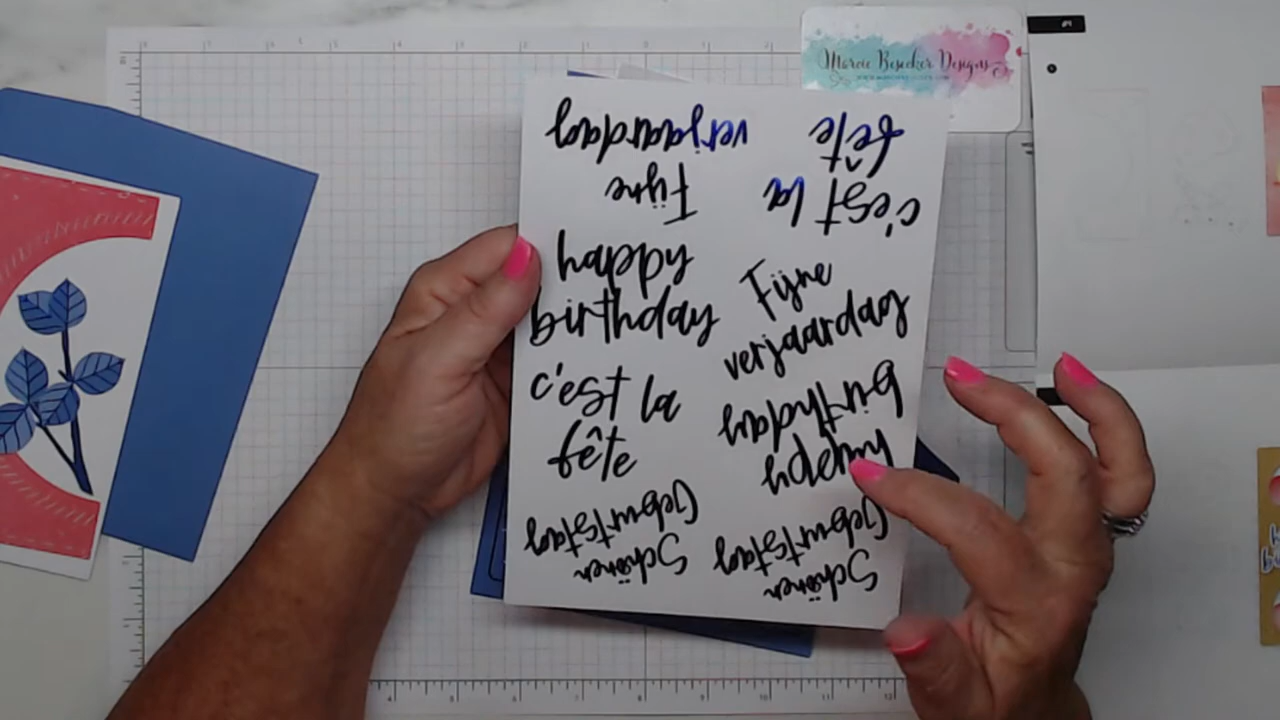 Marcie Beseeker Designs
verjaardag
Fijne
fête
c'est la
happy
birthday
Fijne
verjaardag
c'est la
fête
birthday
happy
Geburtstag
Schönen
Geburtstag
Schönen